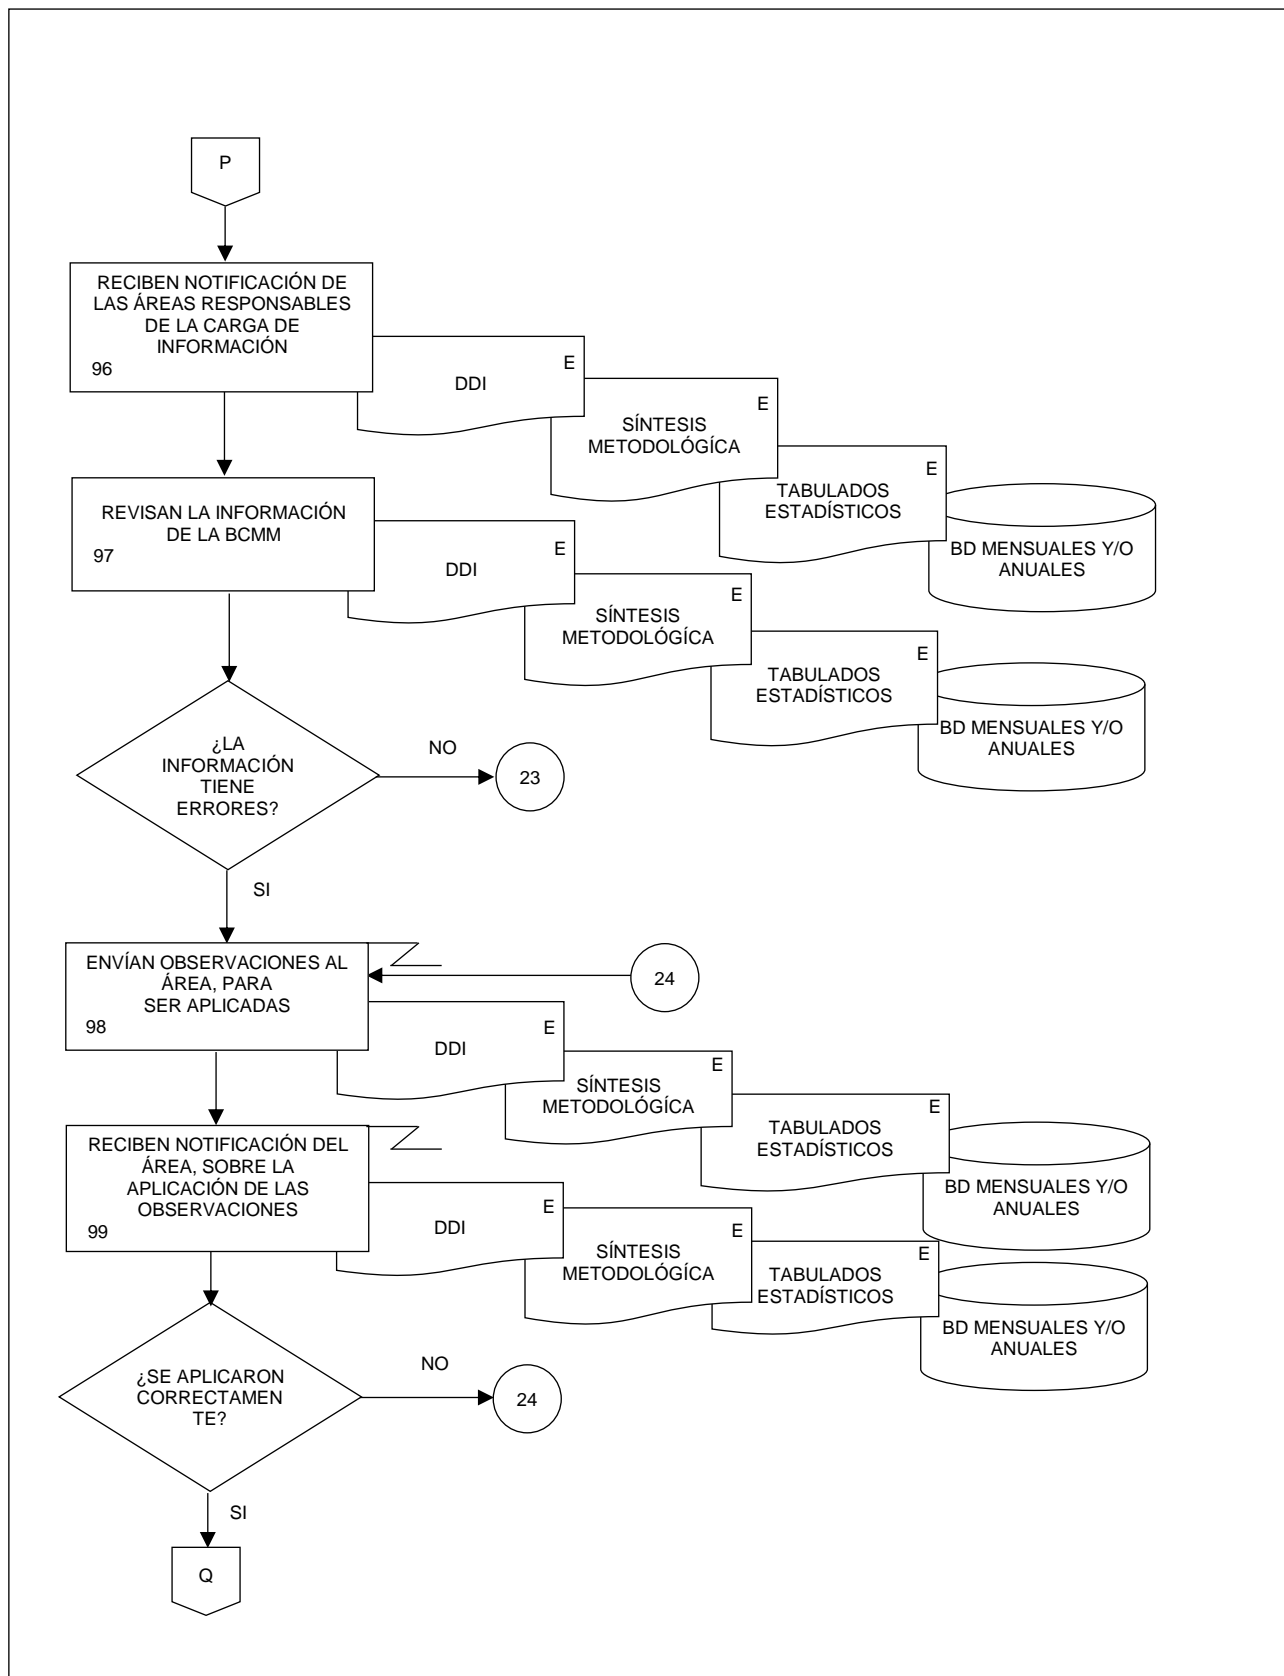 P
RECIBEN NOTIFICACIÓN DE
LAS ÁREAS RESPONSABLES
DE LA CARGA DE
INFORMACIÓN
96
E
DDI
E
SÍNTESIS
METODOLÓGÍCA
E
TABULADOS
ESTADÍSTICOS
BD MENSUALES Y/O
ANUALES
REVISAN LA INFORMACIÓN
DE LA BCMM
97
E
DDI
E
SÍNTESIS
METODOLÓGÍCA
E
TABULADOS
ESTADÍSTICOS
BD MENSUALES Y/O
ANUALES
¿LA
INFORMACIÓN
TIENE
ERRORES?
NO
23
SI
ENVÍAN OBSERVACIONES AL
ÁREA, PARA
SER APLICADAS
98
24
E
DDI
E
SÍNTESIS
METODOLÓGÍCA
E
TABULADOS
ESTADÍSTICOS
BD MENSUALES Y/O
ANUALES
RECIBEN NOTIFICACIÓN DEL
ÁREA, SOBRE LA
APLICACIÓN DE LAS
OBSERVACIONES
99
E
DDI
E
SÍNTESIS
METODOLÓGÍCA
E
TABULADOS
ESTADÍSTICOS
BD MENSUALES Y/O
ANUALES
¿SE APLICARON
CORRECTAMEN
TE?
NO
24
SI
Q